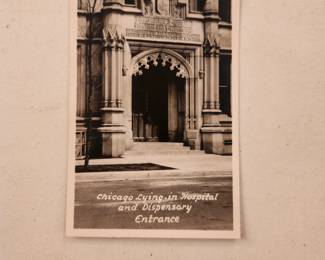 Chicago Lying-in Hospital
and Dispensary
Entrance